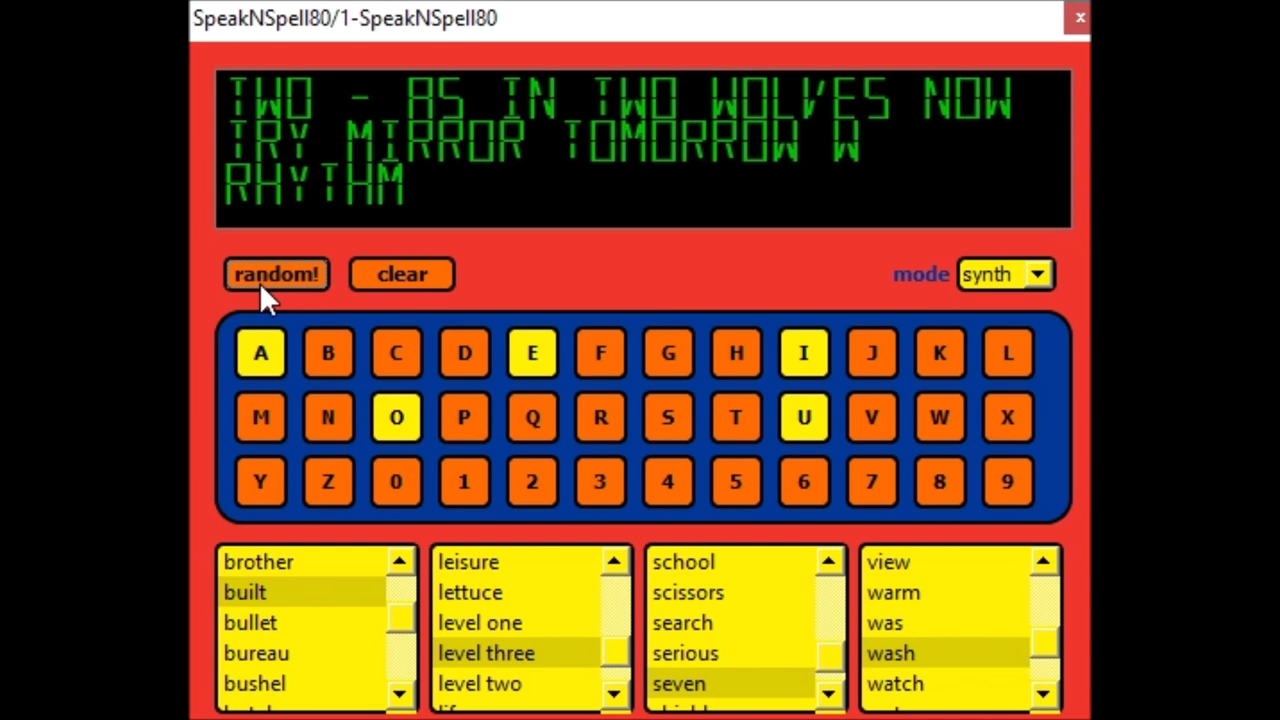 SpeakNSpell80/1-SpeakNSpell80
x
TWO - AS IN TWO WOLVES NOW
TRY MIRROR TOMORROW W
RHYTHM
random! clear mode synth
A B C D E F G H I J K L
M N O P Q R S T U V W X
Y Z 0 1 2 3 4 5 6 7 8 9
brother
built
bullet
bureau
bushel
leisure
lettuce
level one
level three
level two
school
scissors
search
serious
seven
view
warm
was
wash
watch